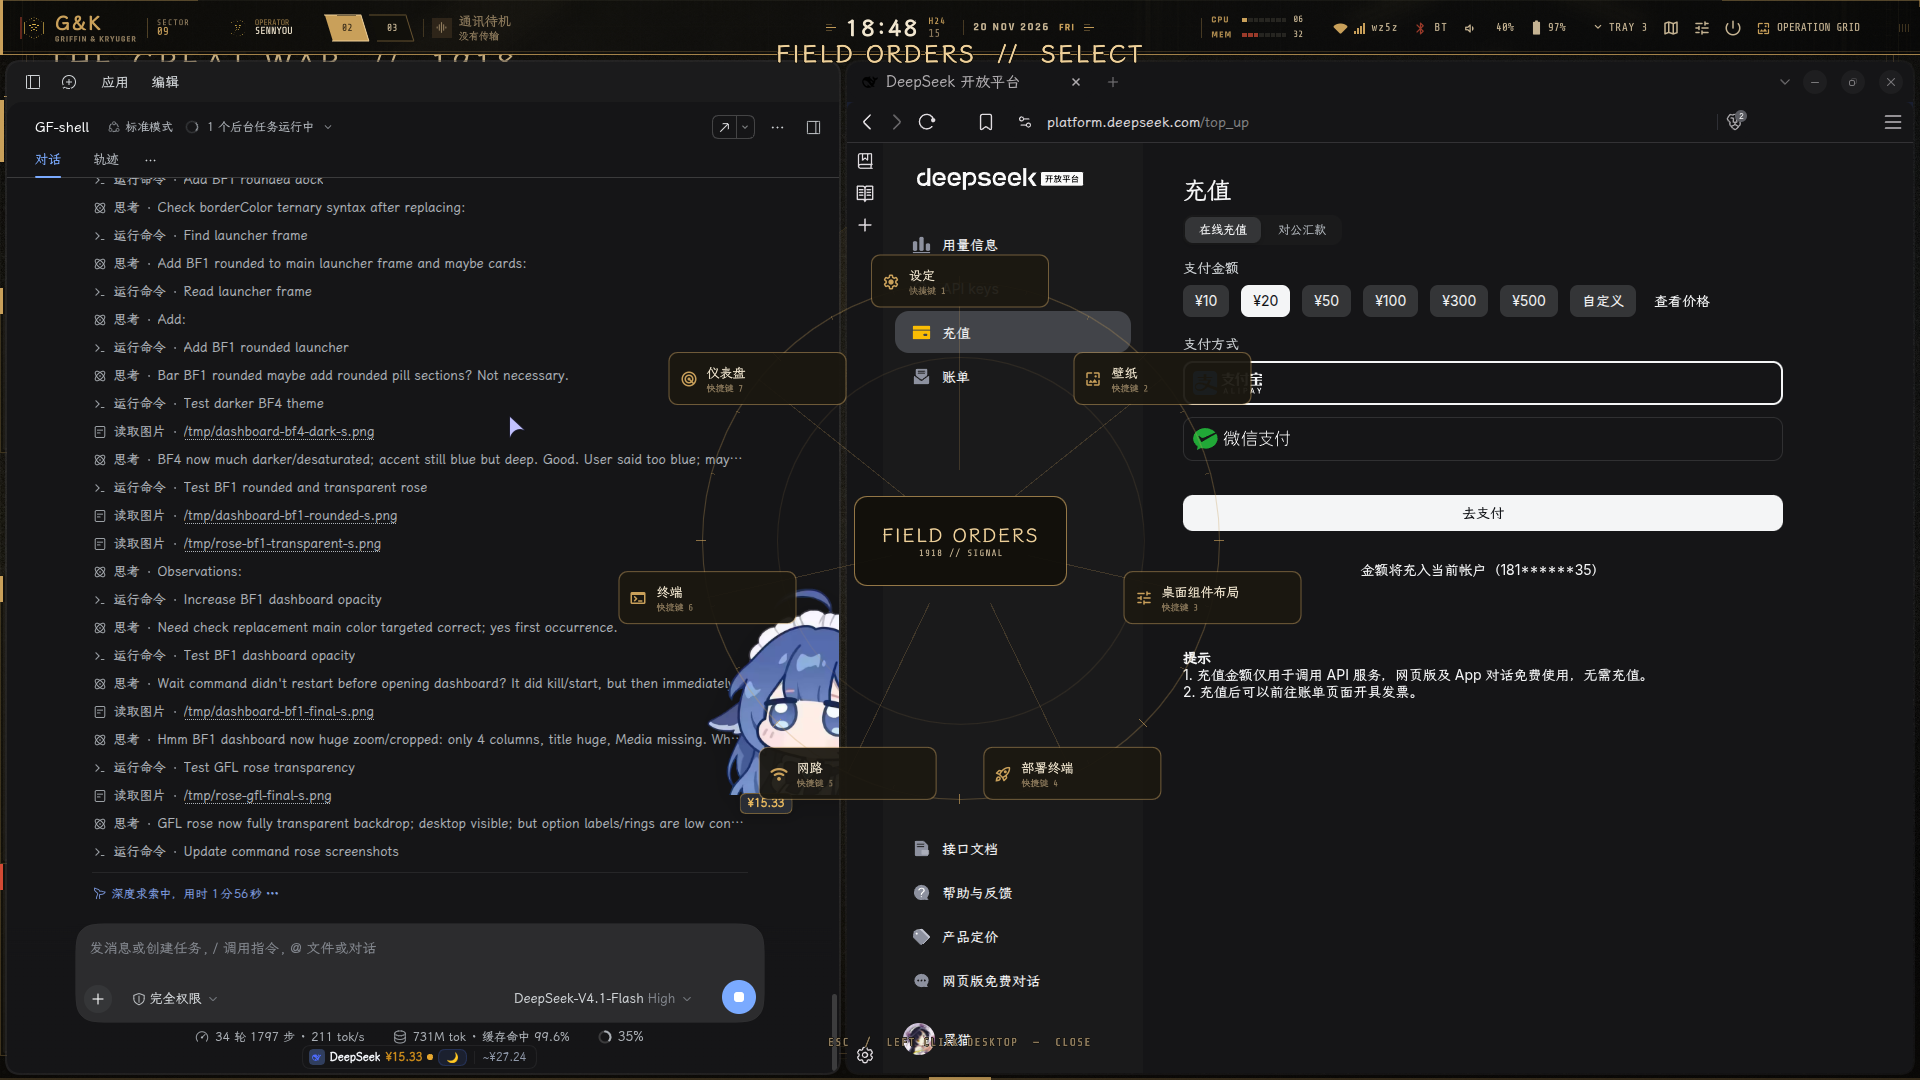 G&K
GRIFFIN & KRYUGER
SECTOR
09
OPERATOR
SENNYOU
02
03
通讯待机
没有传输
18:48
H24
15
20 NOV 2026 FRI
CPU
06
MEM
32
wz5z
BT
40%
97%
TRAY 3
OPERATION GRID
THE GREAT WAR // 1918
FIELD ORDERS // SELECT
应用
编辑
GF-shell
标准模式
1 个后台任务运行中
对话
轨迹
运行命令 · Add BF1 rounded dock
思考 · Check borderColor ternary syntax after replacing:
运行命令 · Find launcher frame
思考 · Add BF1 rounded to main launcher frame and maybe cards:
运行命令 · Read launcher frame
思考 · Add:
运行命令 · Add BF1 rounded launcher
思考 · Bar BF1 rounded maybe add rounded pill sections? Not necessary.
运行命令 · Test darker BF4 theme
读取图片 · /tmp/dashboard-bf4-dark-s.png
思考 · BF4 now much darker/desaturated; accent still blue but deep. Good. User said too blue; may…
运行命令 · Test BF1 rounded and transparent rose
读取图片 · /tmp/dashboard-bf1-rounded-s.png
读取图片 · /tmp/rose-bf1-transparent-s.png
思考 · Observations:
运行命令 · Increase BF1 dashboard opacity
思考 · Need check replacement main color targeted correct; yes first occurrence.
运行命令 · Test BF1 dashboard opacity
思考 · Wait command didn't restart before opening dashboard? It did kill/start, but then immediately
读取图片 · /tmp/dashboard-bf1-final-s.png
思考 · Hmm BF1 dashboard now huge zoom/cropped: only 4 columns, title huge, Media missing. Wh…
运行命令 · Test GFL rose transparency
读取图片 · /tmp/rose-gfl-final-s.png
思考 · GFL rose now fully transparent backdrop; desktop visible; but option labels/rings are low con…
运行命令 · Update command rose screenshots
深度求索中，用时 1分56秒 …
发消息或创建任务, / 调用指令, @ 文件或对话
完全权限
DeepSeek-V4.1-Flash High
34 轮 1797 步 · 211 tok/s
731M tok · 缓存命中 99.6%
35%
DeepSeek ¥15.33
~¥27.24
¥15.33
设定
快捷键 1
仪表盘
快捷键 7
壁纸
快捷键 2
FIELD ORDERS
1918 // SIGNAL
终端
快捷键 6
桌面组件布局
快捷键 3
网路
快捷键 5
部署终端
快捷键 4
ESC / LEFT CLICK DESKTOP — CLOSE
DeepSeek 开放平台
platform.deepseek.com/top_up
2
deepseek 开放平台
用量信息
API keys
充值
账单
接口文档
帮助与反馈
产品定价
网页版免费对话
黑猫
充值
在线充值
对公汇款
支付金额
¥10
¥20
¥50
¥100
¥300
¥500
自定义
查看价格
支付方式
支付宝
微信支付
去支付
金额将充入当前帐户（181******35）
提示
1. 充值金额仅用于调用 API 服务，网页版及 App 对话免费使用，无需充值。
2. 充值后可以前往账单页面开具发票。